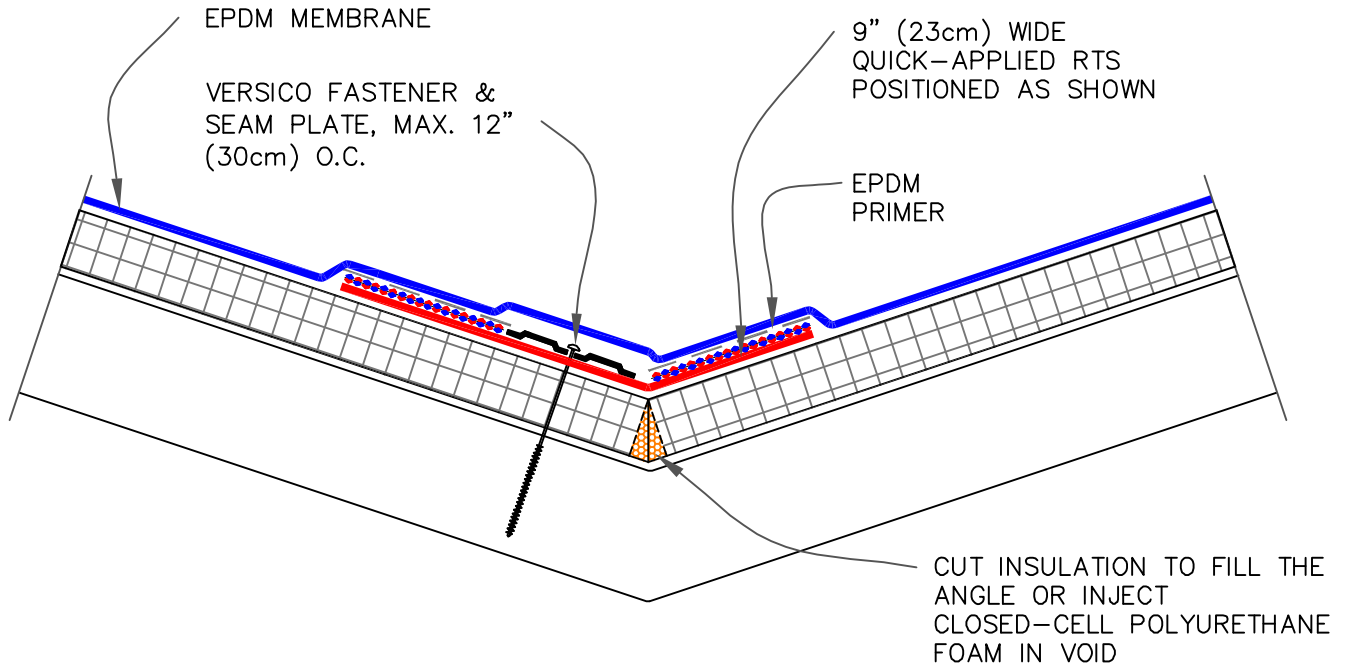 EPDM MEMBRANE
VERSICO FASTENER &
SEAM PLATE, MAX. 12"
(30cm) O.C.
9" (23cm) WIDE
QUICK-APPLIED RTS
POSITIONED AS SHOWN
EPDM
PRIMER
CUT INSULATION TO FILL THE
ANGLE OR INJECT
CLOSED-CELL POLYURETHANE
FOAM IN VOID